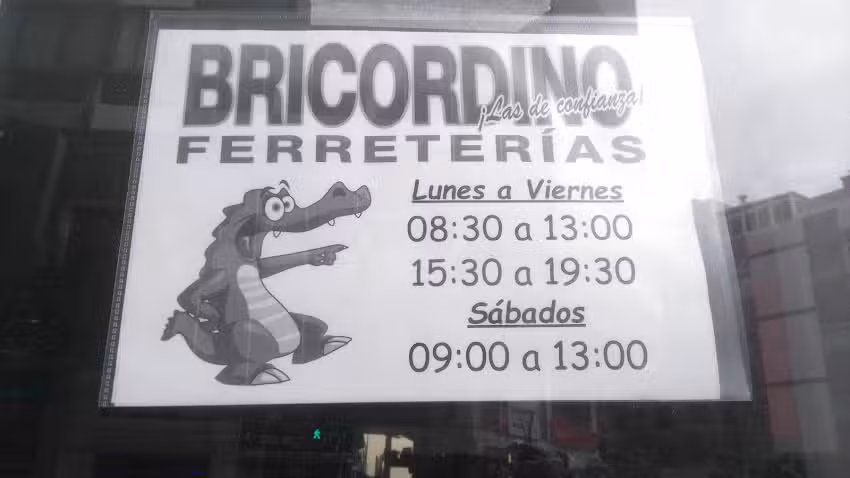 BRICORDINO
¡Las de confianza!
FERRETERÍAS
Lunes a Viernes
08:30 a 13:00
15:30 a 19:30
Sábados
09:00 a 13:00